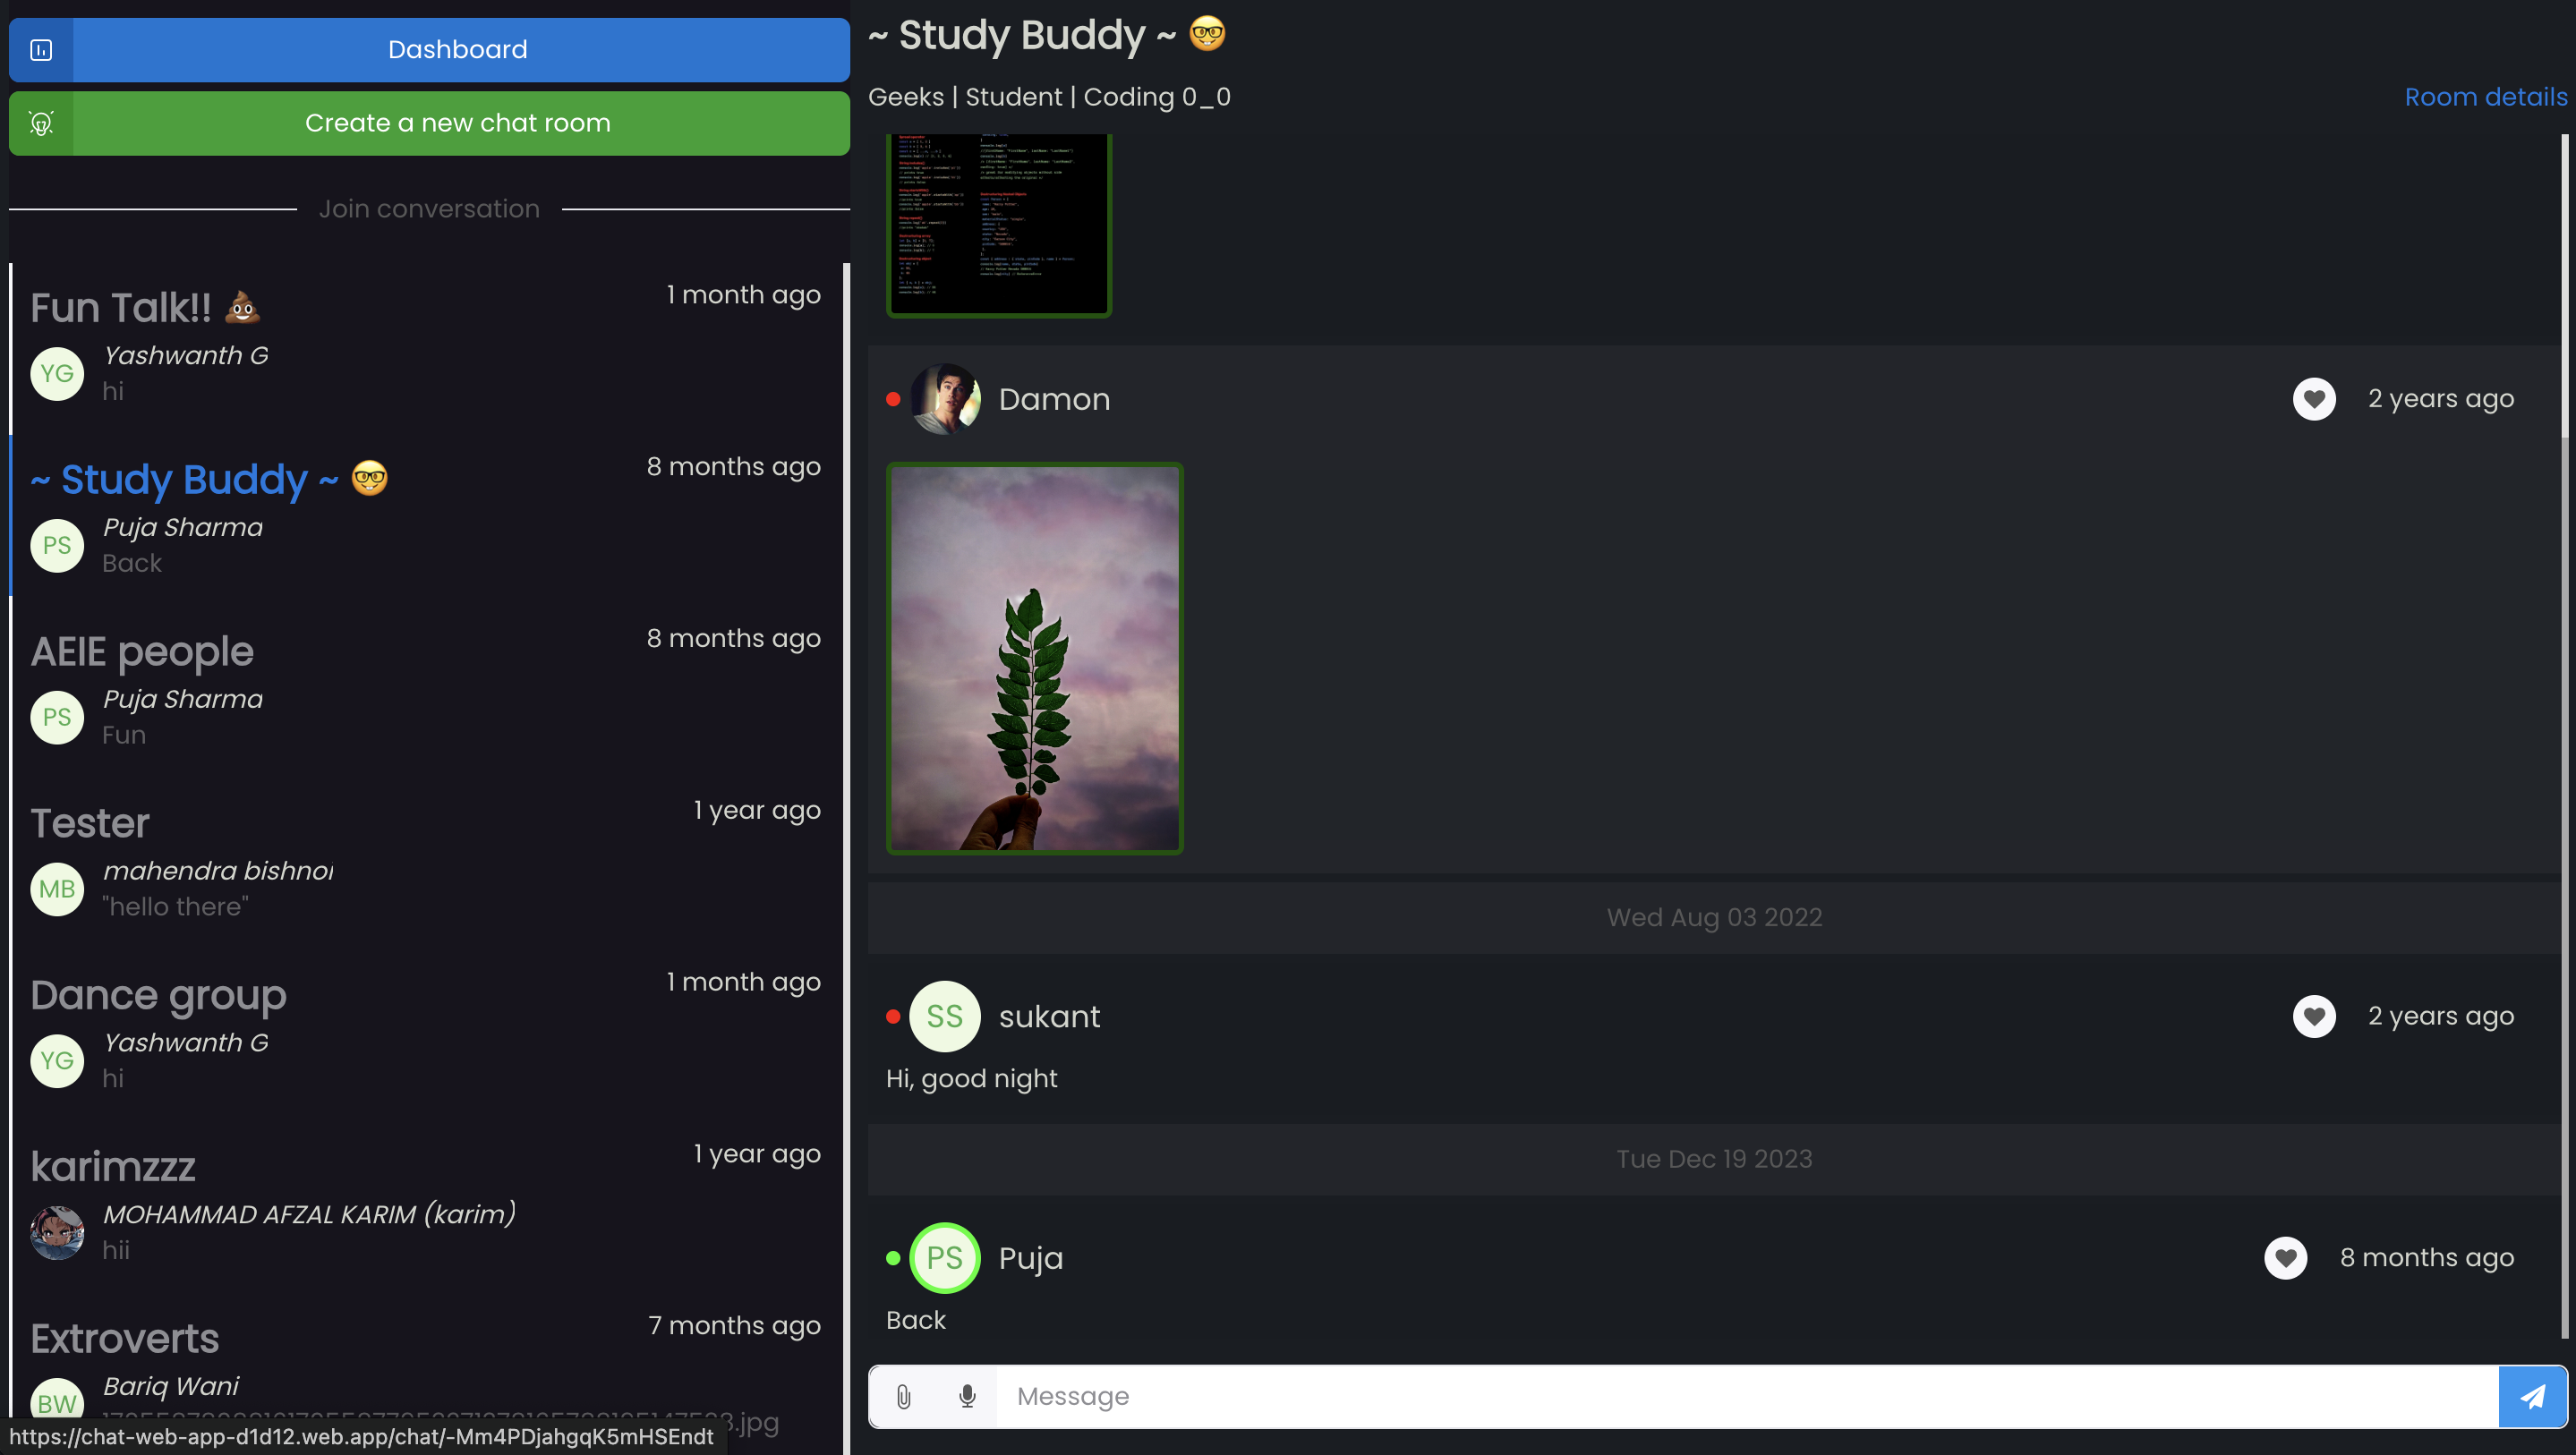 Dashboard
Create a new chat room
Join conversation
Fun Talk!! 💩
1 month ago
YG
Yashwanth G
hi
~ Study Buddy ~ 🤓
8 months ago
PS
Puja Sharma
Back
AEIE people
8 months ago
PS
Puja Sharma
Fun
Tester
1 year ago
MB
mahendra bishnoi
"hello there"
Dance group
1 month ago
YG
Yashwanth G
hi
karimzzz
1 year ago
MOHAMMAD AFZAL KARIM (karim)
hii
Extroverts
7 months ago
BW
Bariq Wani
https://chat-web-app-d1d12.web.app/chat/-Mm4PDjahgqK5mHSEndt
~ Study Buddy ~ 🤓
Geeks | Student | Coding 0_0
Room details
Damon
2 years ago
Wed Aug 03 2022
SS
sukant
2 years ago
Hi, good night
Tue Dec 19 2023
PS
Puja
8 months ago
Back
Message